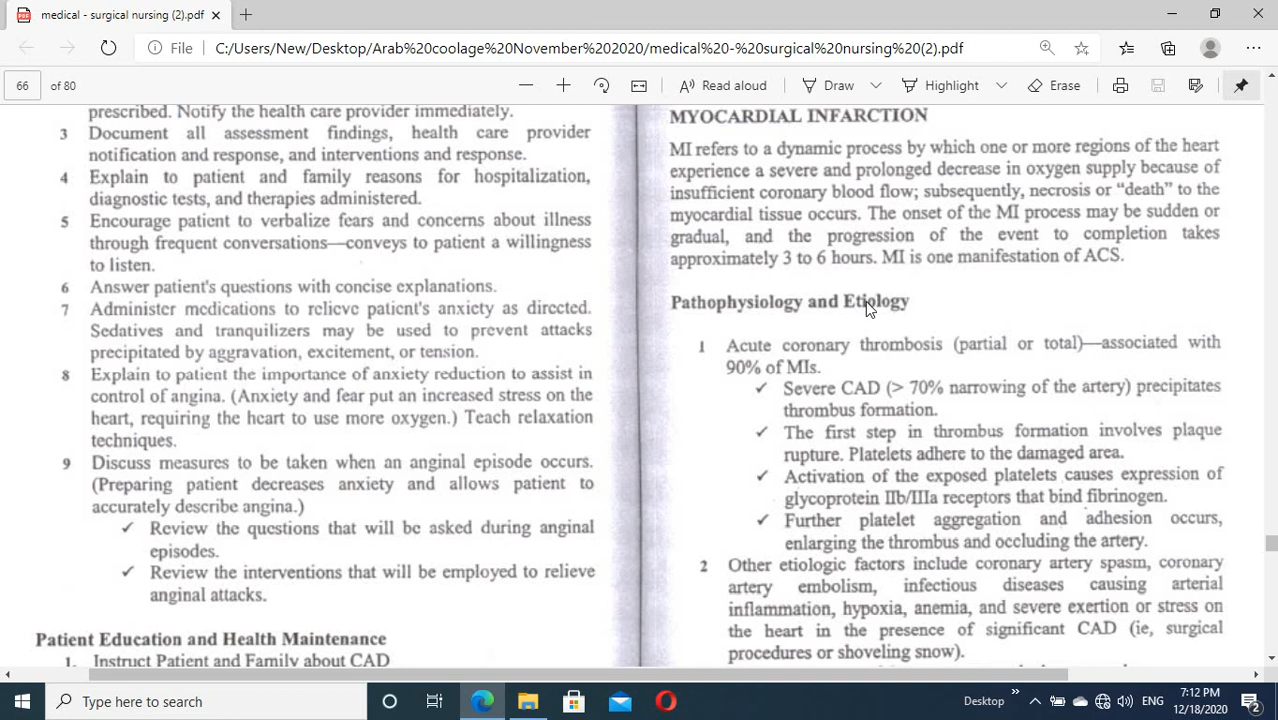 medical - surgical nursing (2).pdf
File
C:/Users/New/Desktop/Arab%20coolage%20November%202020/medical%20-%20surgical%20nursing%20(2).pdf
66 of 80
Read aloud
Draw
Highlight
Erase
prescribed. Notify the health care provider immediately.
3 Document all assessment findings, health care provider
notification and response, and interventions and response.
4 Explain to patient and family reasons for hospitalization,
diagnostic tests, and therapies administered.
5 Encourage patient to verbalize fears and concerns about illness
through frequent conversations—conveys to patient a willingness
to listen.
6 Answer patient's questions with concise explanations.
7 Administer medications to relieve patient's anxiety as directed.
Sedatives and tranquilizers may be used to prevent attacks
precipitated by aggravation, excitement, or tension.
8 Explain to patient the importance of anxiety reduction to assist in
control of angina. (Anxiety and fear put an increased stress on the
heart, requiring the heart to use more oxygen.) Teach relaxation
techniques.
9 Discuss measures to be taken when an anginal episode occurs.
(Preparing patient decreases anxiety and allows patient to
accurately describe angina.)
✓ Review the questions that will be asked during anginal
episodes.
✓ Review the interventions that will be employed to relieve
anginal attacks.
Patient Education and Health Maintenance
1. Instruct Patient and Family about CAD
MYOCARDIAL INFARCTION
MI refers to a dynamic process by which one or more regions of the heart
experience a severe and prolonged decrease in oxygen supply because of
insufficient coronary blood flow; subsequently, necrosis or “death” to the
myocardial tissue occurs. The onset of the MI process may be sudden or
gradual, and the progression of the event to completion takes
approximately 3 to 6 hours. MI is one manifestation of ACS.
Pathophysiology and Etiology
1 Acute coronary thrombosis (partial or total)—associated with
90% of MIs.
✓ Severe CAD (> 70% narrowing of the artery) precipitates
thrombus formation.
✓ The first step in thrombus formation involves plaque
rupture. Platelets adhere to the damaged area.
✓ Activation of the exposed platelets causes expression of
glycoprotein IIb/IIIa receptors that bind fibrinogen.
✓ Further platelet aggregation and adhesion occurs,
enlarging the thrombus and occluding the artery.
2 Other etiologic factors include coronary artery spasm, coronary
artery embolism, infectious diseases causing arterial
inflammation, hypoxia, anemia, and severe exertion or stress on
the heart in the presence of significant CAD (ie, surgical
procedures or shoveling snow).
Type here to search
Desktop
ENG
7:12 PM
12/18/2020
2